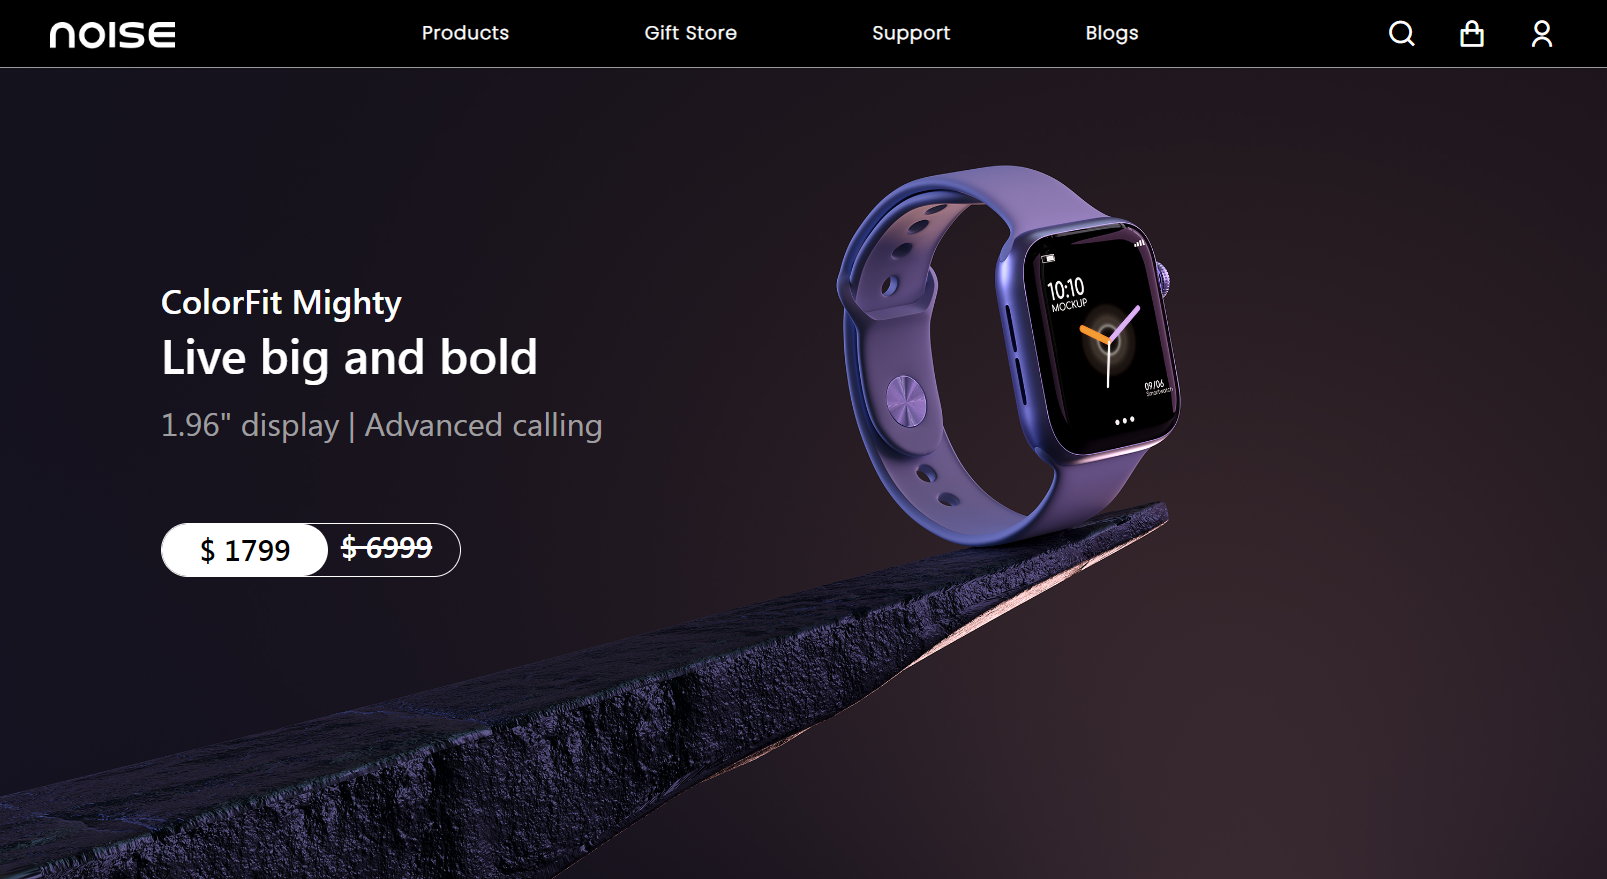 NOISE
Products
Gift Store
Support
Blogs
ColorFit Mighty
Live big and bold
1.96" display | Advanced calling
$ 1799
$ 6999
10:10
MOCKUP
09/06
Smartwatch